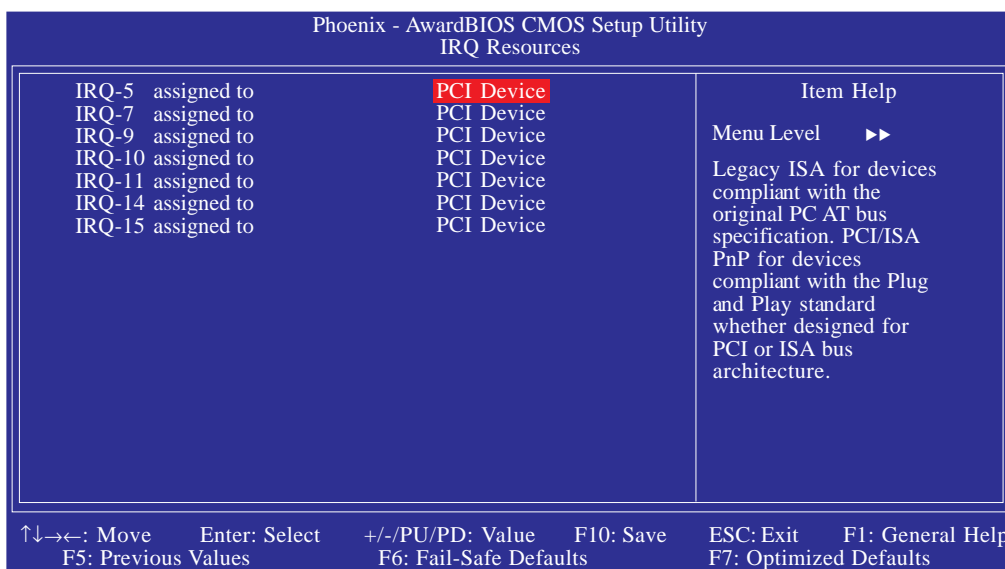 Phoenix - AwardBIOS CMOS Setup Utility
IRQ Resources
IRQ-5 assigned to PCI Device
IRQ-7 assigned to PCI Device
IRQ-9 assigned to PCI Device
IRQ-10 assigned to PCI Device
IRQ-11 assigned to PCI Device
IRQ-14 assigned to PCI Device
IRQ-15 assigned to PCI Device
Item Help
Menu Level ▶▶
Legacy ISA for devices
compliant with the
original PC AT bus
specification. PCI/ISA
PnP for devices
compliant with the Plug
and Play standard
whether designed for
PCI or ISA bus
architecture.
↑↓→←: Move Enter: Select +/-/PU/PD: Value F10: Save ESC: Exit F1: General Help
F5: Previous Values F6: Fail-Safe Defaults F7: Optimized Defaults